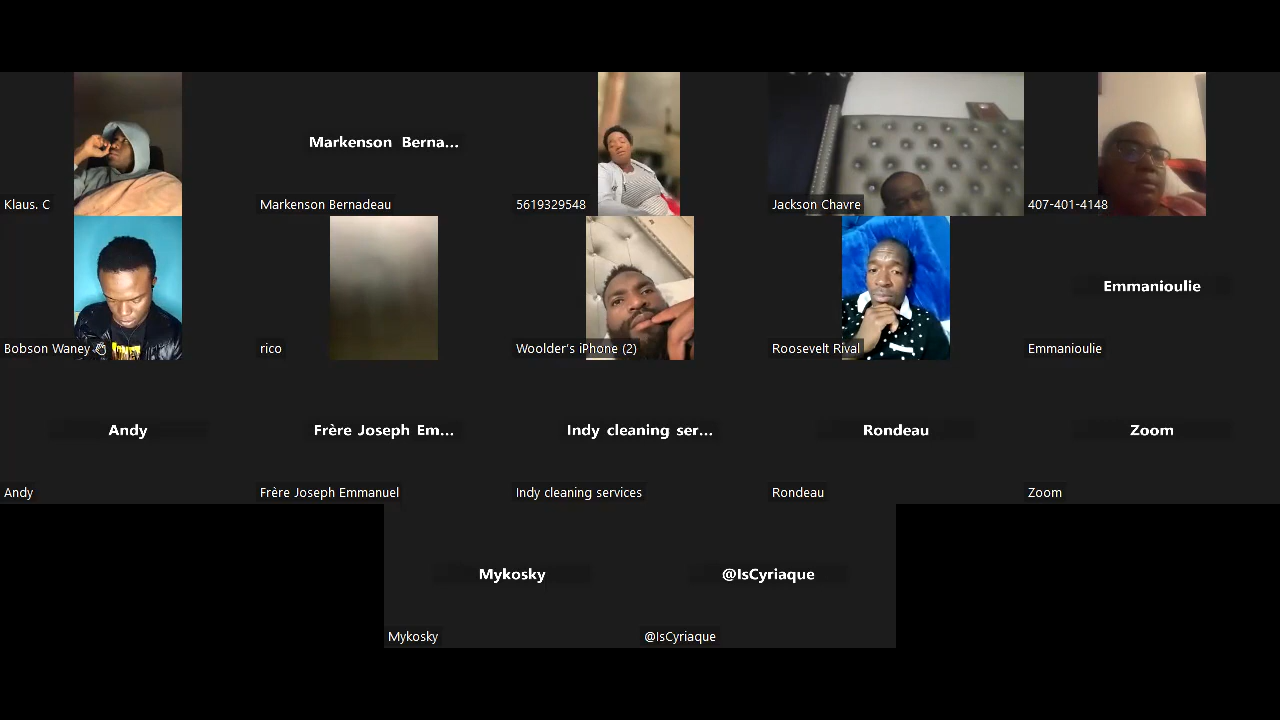 Markenson Berna...
Klaus. C
Markenson Bernadeau
5619329548
Jackson Chavre
407-401-4148
Emmanioulie
Bobson Waney
rico
Woolder's iPhone (2)
Roosevelt Rival
Emmanioulie
Andy
Frère Joseph Em...
Indy cleaning ser...
Rondeau
Zoom
Andy
Frère Joseph Emmanuel
Indy cleaning services
Rondeau
Zoom
Mykosky
@IsCyriaque
Mykosky
@IsCyriaque